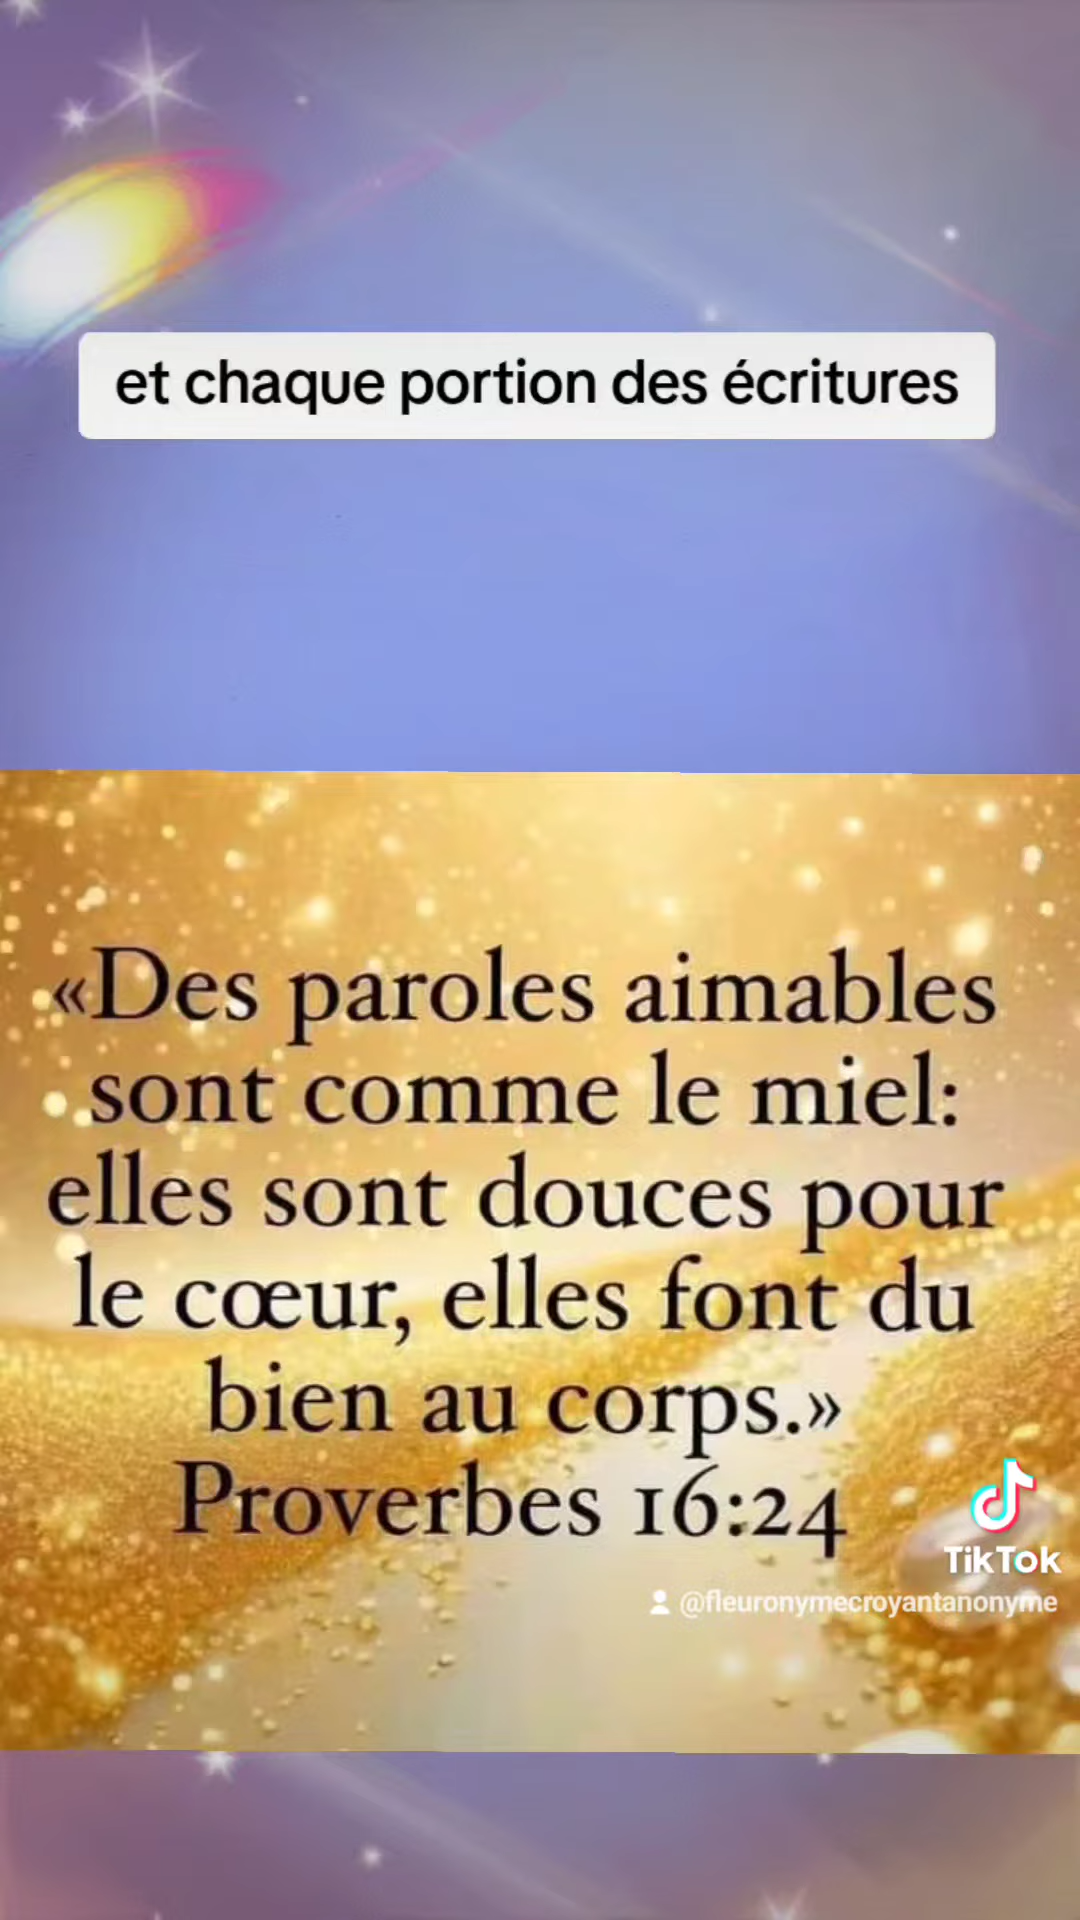 et chaque portion des écritures
«Des paroles aimables
sont comme le miel:
elles sont douces pour
le cœur, elles font du
bien au corps.»
Proverbes 16:24
TikTok
@fleuronymecroyantanonyme